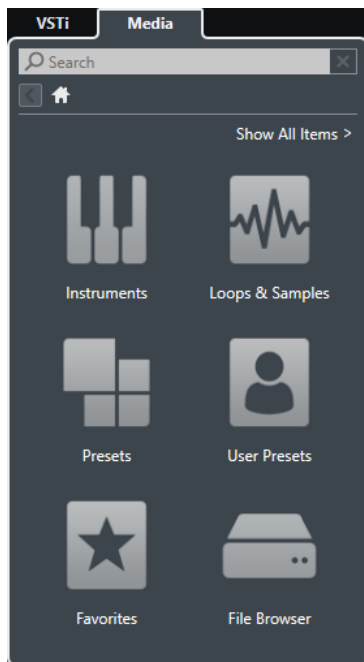 VSTi Media
Search
Show All Items >
Instruments Loops & Samples
Presets User Presets
Favorites File Browser